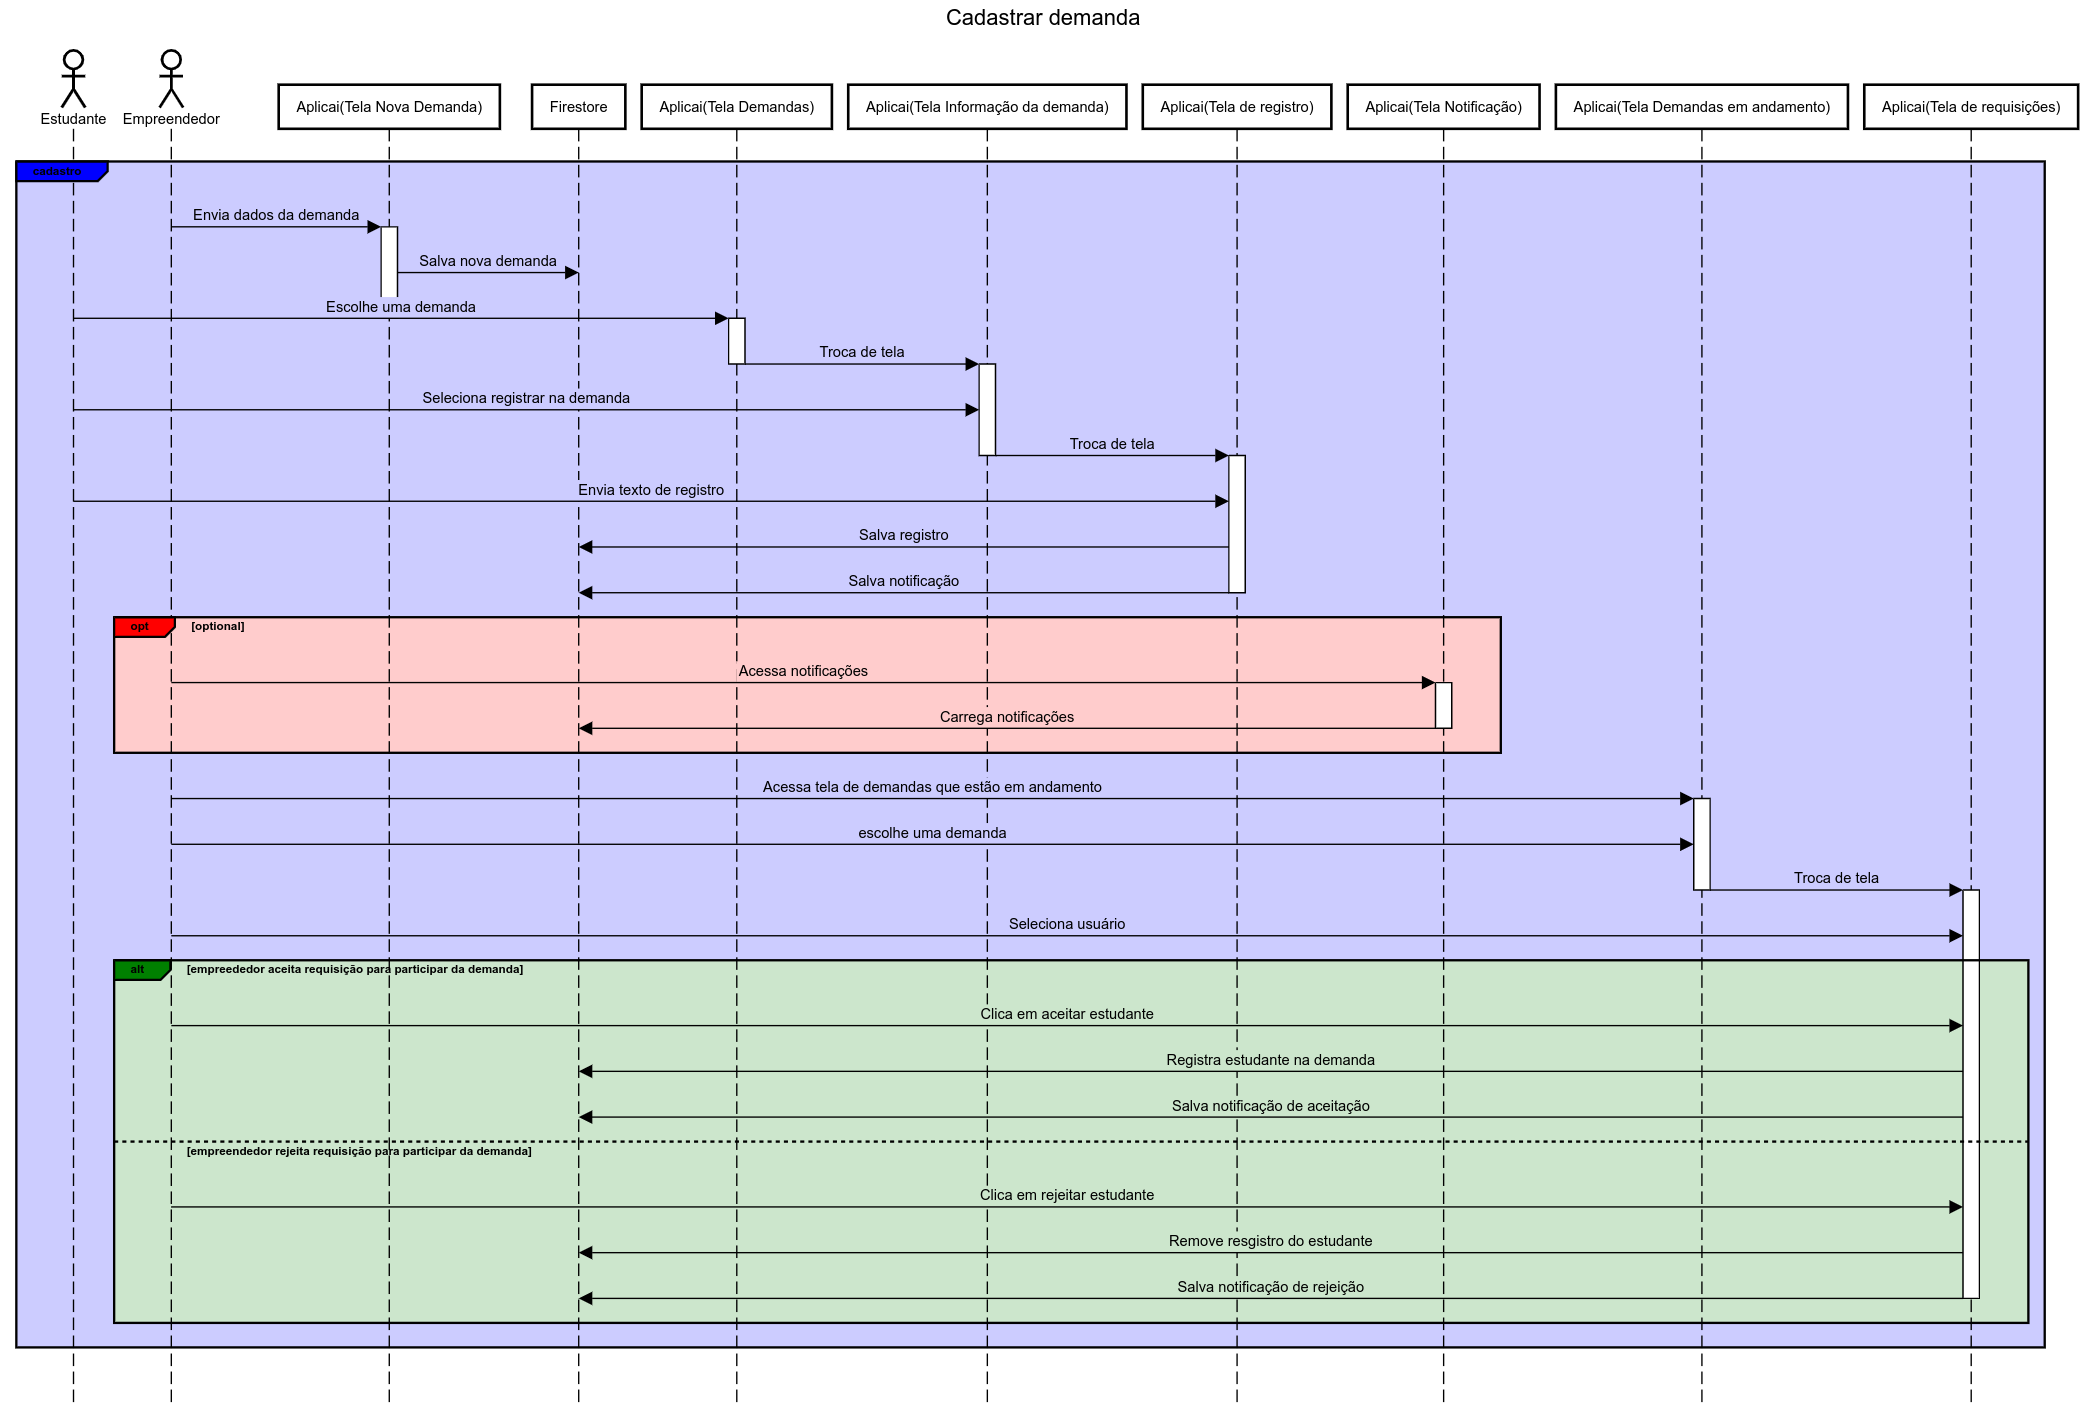 Cadastrar demanda
Estudante
Empreendedor
Aplicai(Tela Nova Demanda)
Firestore
Aplicai(Tela Demandas)
Aplicai(Tela Informação da demanda)
Aplicai(Tela de registro)
Aplicai(Tela Notificação)
Aplicai(Tela Demandas em andamento)
Aplicai(Tela de requisições)
cadastro
Envia dados da demanda
Salva nova demanda
Escolhe uma demanda
Troca de tela
Seleciona registrar na demanda
Troca de tela
Envia texto de registro
Salva registro
Salva notificação
opt
[optional]
Acessa notificações
Carrega notificações
Acessa tela de demandas que estão em andamento
escolhe uma demanda
Troca de tela
Seleciona usuário
alt
[empreededor aceita requisição para participar da demanda]
Clica em aceitar estudante
Registra estudante na demanda
Salva notificação de aceitação
[empreendedor rejeita requisição para participar da demanda]
Clica em rejeitar estudante
Remove resgistro do estudante
Salva notificação de rejeição